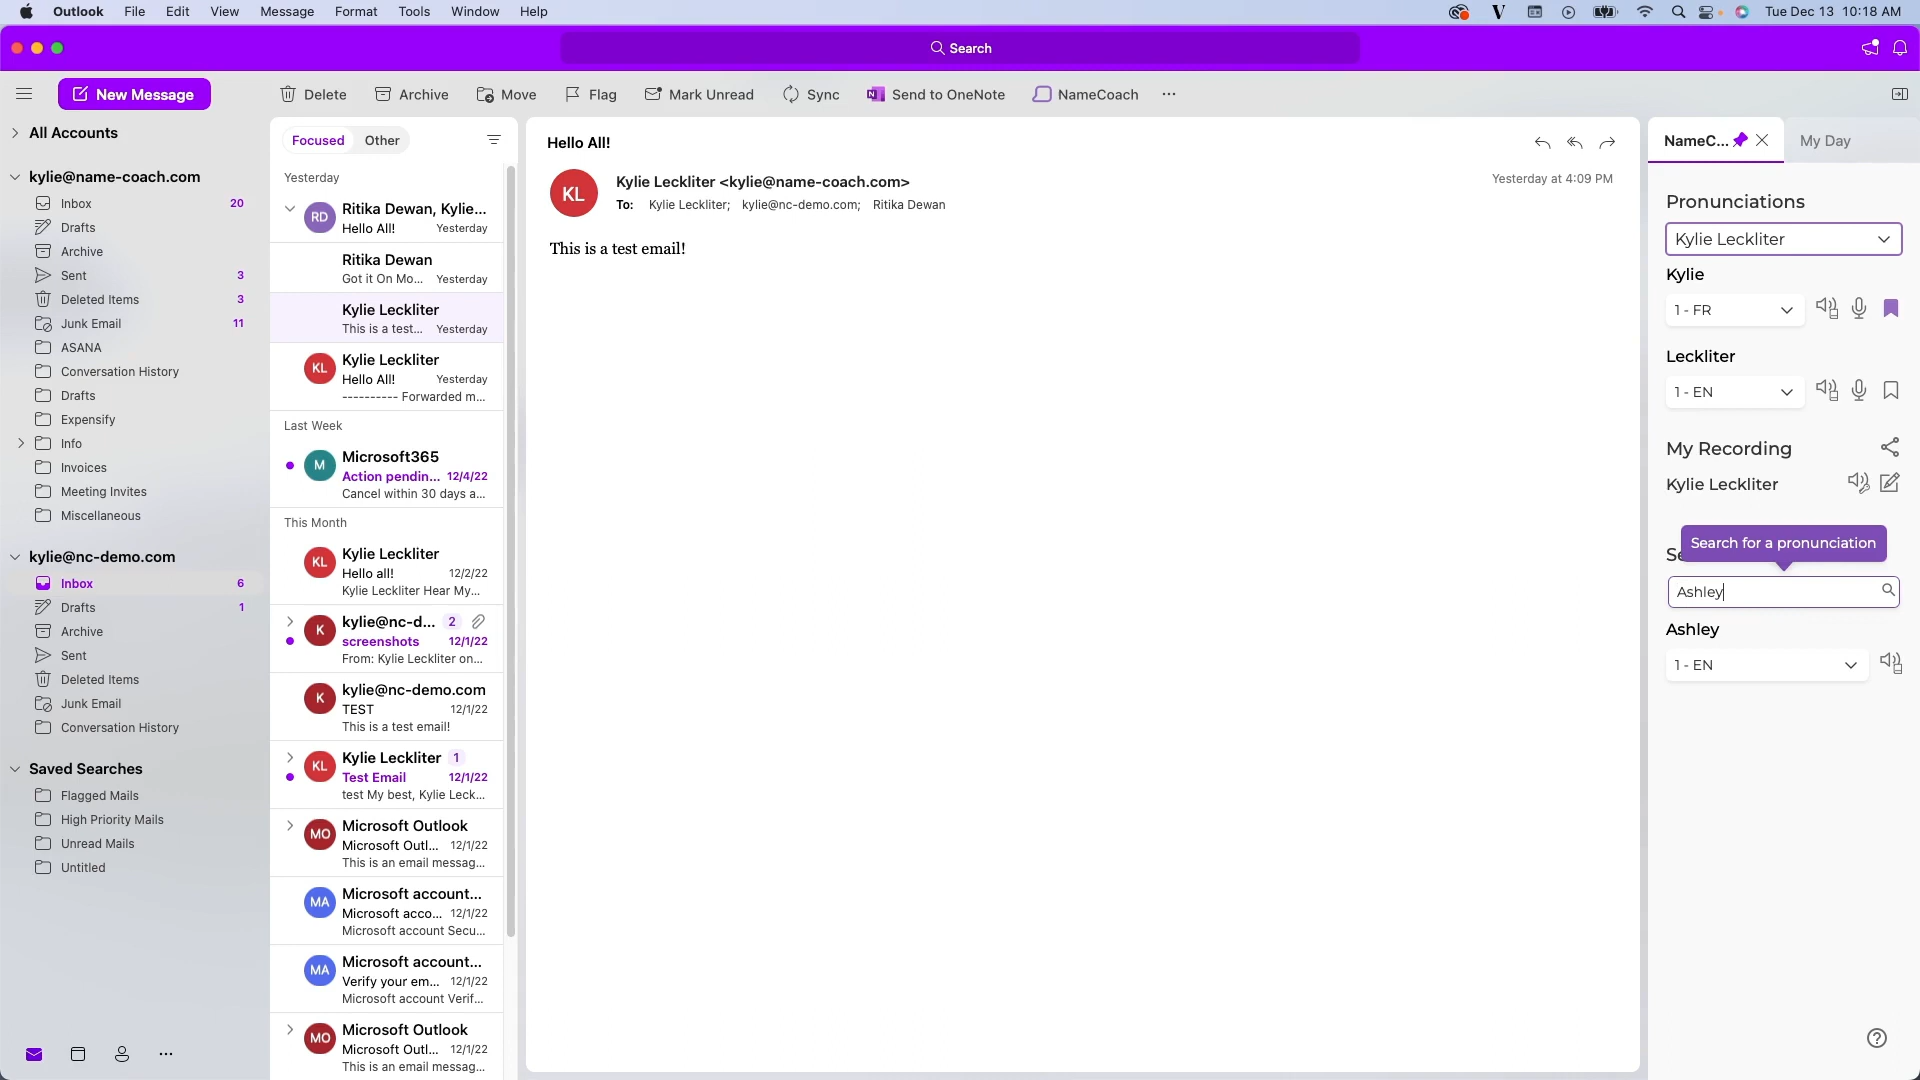 Outlook File Edit View Message Format Tools Window Help
Tue Dec 13 10:18 AM
Search
New Message
Delete Archive Move Flag Mark Unread Sync Send to OneNote NameCoach
All Accounts
kylie@name-coach.com
Inbox 20
Drafts
Archive
Sent 3
Deleted Items 3
Junk Email 11
ASANA
Conversation History
Drafts
Expensify
Info
Invoices
Meeting Invites
Miscellaneous
kylie@nc-demo.com
Inbox 6
Drafts 1
Archive
Sent
Deleted Items
Junk Email
Conversation History
Saved Searches
Flagged Mails
High Priority Mails
Unread Mails
Untitled
Focused Other
Yesterday
RD
Ritika Dewan, Kylie...
Hello All! Yesterday
Ritika Dewan
Got it On Mo... Yesterday
Kylie Leckliter
This is a test... Yesterday
KL
Kylie Leckliter
Hello All! Yesterday
---------- Forwarded m...
Last Week
M
Microsoft365
Action pendin... 12/4/22
Cancel within 30 days a...
This Month
KL
Kylie Leckliter
Hello all! 12/2/22
Kylie Leckliter Hear My...
K
kylie@nc-d... 2
screenshots 12/1/22
From: Kylie Leckliter on...
K
kylie@nc-demo.com
TEST 12/1/22
This is a test email!
KL
Kylie Leckliter 1
Test Email 12/1/22
test My best, Kylie Leck...
MO
Microsoft Outlook
Microsoft Outl... 12/1/22
This is an email messag...
MA
Microsoft account...
Microsoft acco... 12/1/22
Microsoft account Secu...
MA
Microsoft account...
Verify your em... 12/1/22
Microsoft account Verif...
MO
Microsoft Outlook
Microsoft Outl... 12/1/22
This is an email messag...
Hello All!
KL
Kylie Leckliter <kylie@name-coach.com>
Yesterday at 4:09 PM
To: Kylie Leckliter; kylie@nc-demo.com; Ritika Dewan
This is a test email!
NameC... My Day
Pronunciations
Kylie Leckliter
Kylie
1 - FR
Leckliter
1 - EN
My Recording
Kylie Leckliter
Search for a pronunciation
Ashley
Ashley
1 - EN